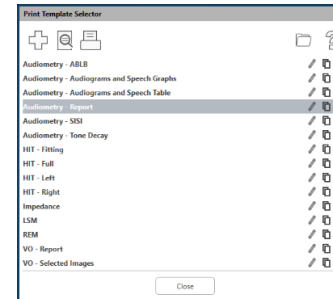 Print Template Selector
Audiometry - ABLB
Audiometry - Audiograms and Speech Graphs
Audiometry - Audiograms and Speech Table
Audiometry - Report
Audiometry - SISI
Audiometry - Tone Decay
HIT - Fitting
HIT - Full
HIT - Left
HIT - Right
Impedance
LSM
REM
VO - Report
VO - Selected Images
Close